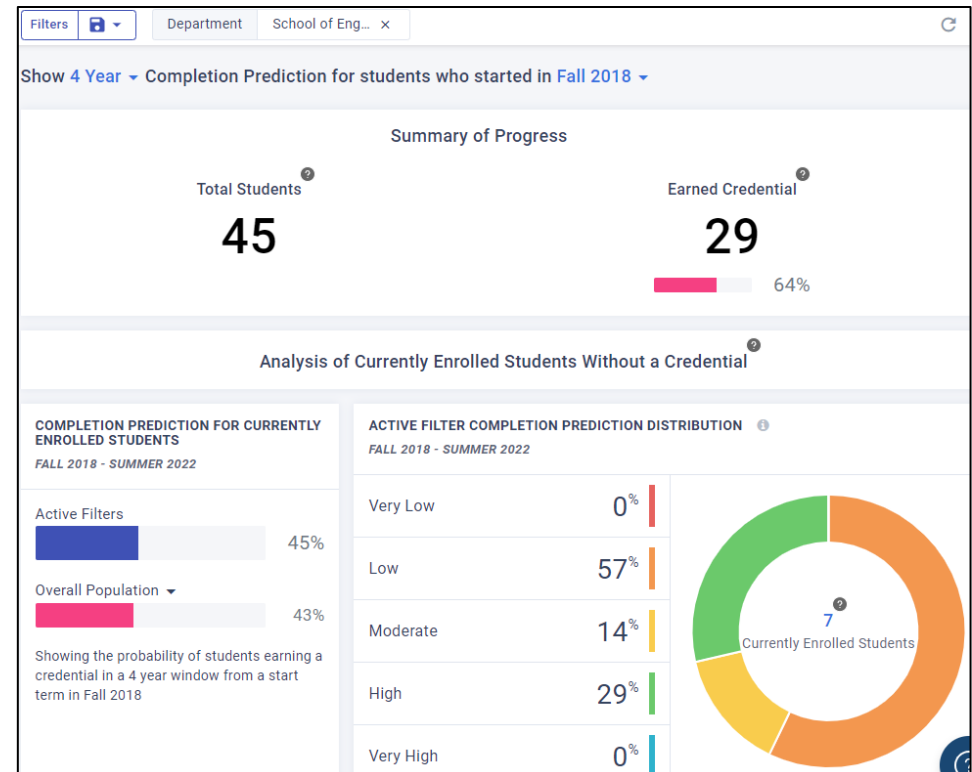 Filters Department School of Eng... ×
Show 4 Year Completion Prediction for students who started in Fall 2018
Summary of Progress
Total Students ?
45
Earned Credential ?
29
64%
Analysis of Currently Enrolled Students Without a Credential ?
COMPLETION PREDICTION FOR CURRENTLY
ENROLLED STUDENTS
FALL 2018 - SUMMER 2022
Active Filters
45%
Overall Population
43%
Showing the probability of students earning a
credential in a 4 year window from a start
term in Fall 2018
ACTIVE FILTER COMPLETION PREDICTION DISTRIBUTION i
FALL 2018 - SUMMER 2022
Very Low 0%
Low 57%
Moderate 14%
High 29%
Very High 0%
?
7
Currently Enrolled Students
?